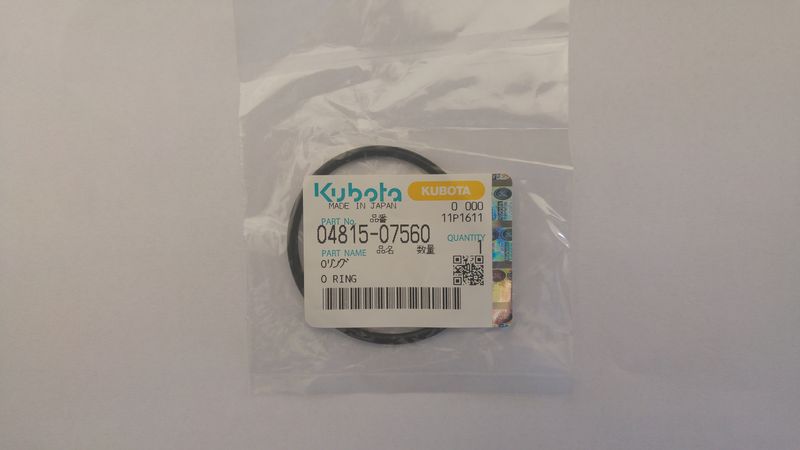 Kubota KUBOTA
MADE IN JAPAN 0 000
PART No. 品番 11P1611
04815-07560
QUANTITY
品名 数量 1
PART NAME
Oリング
O RING